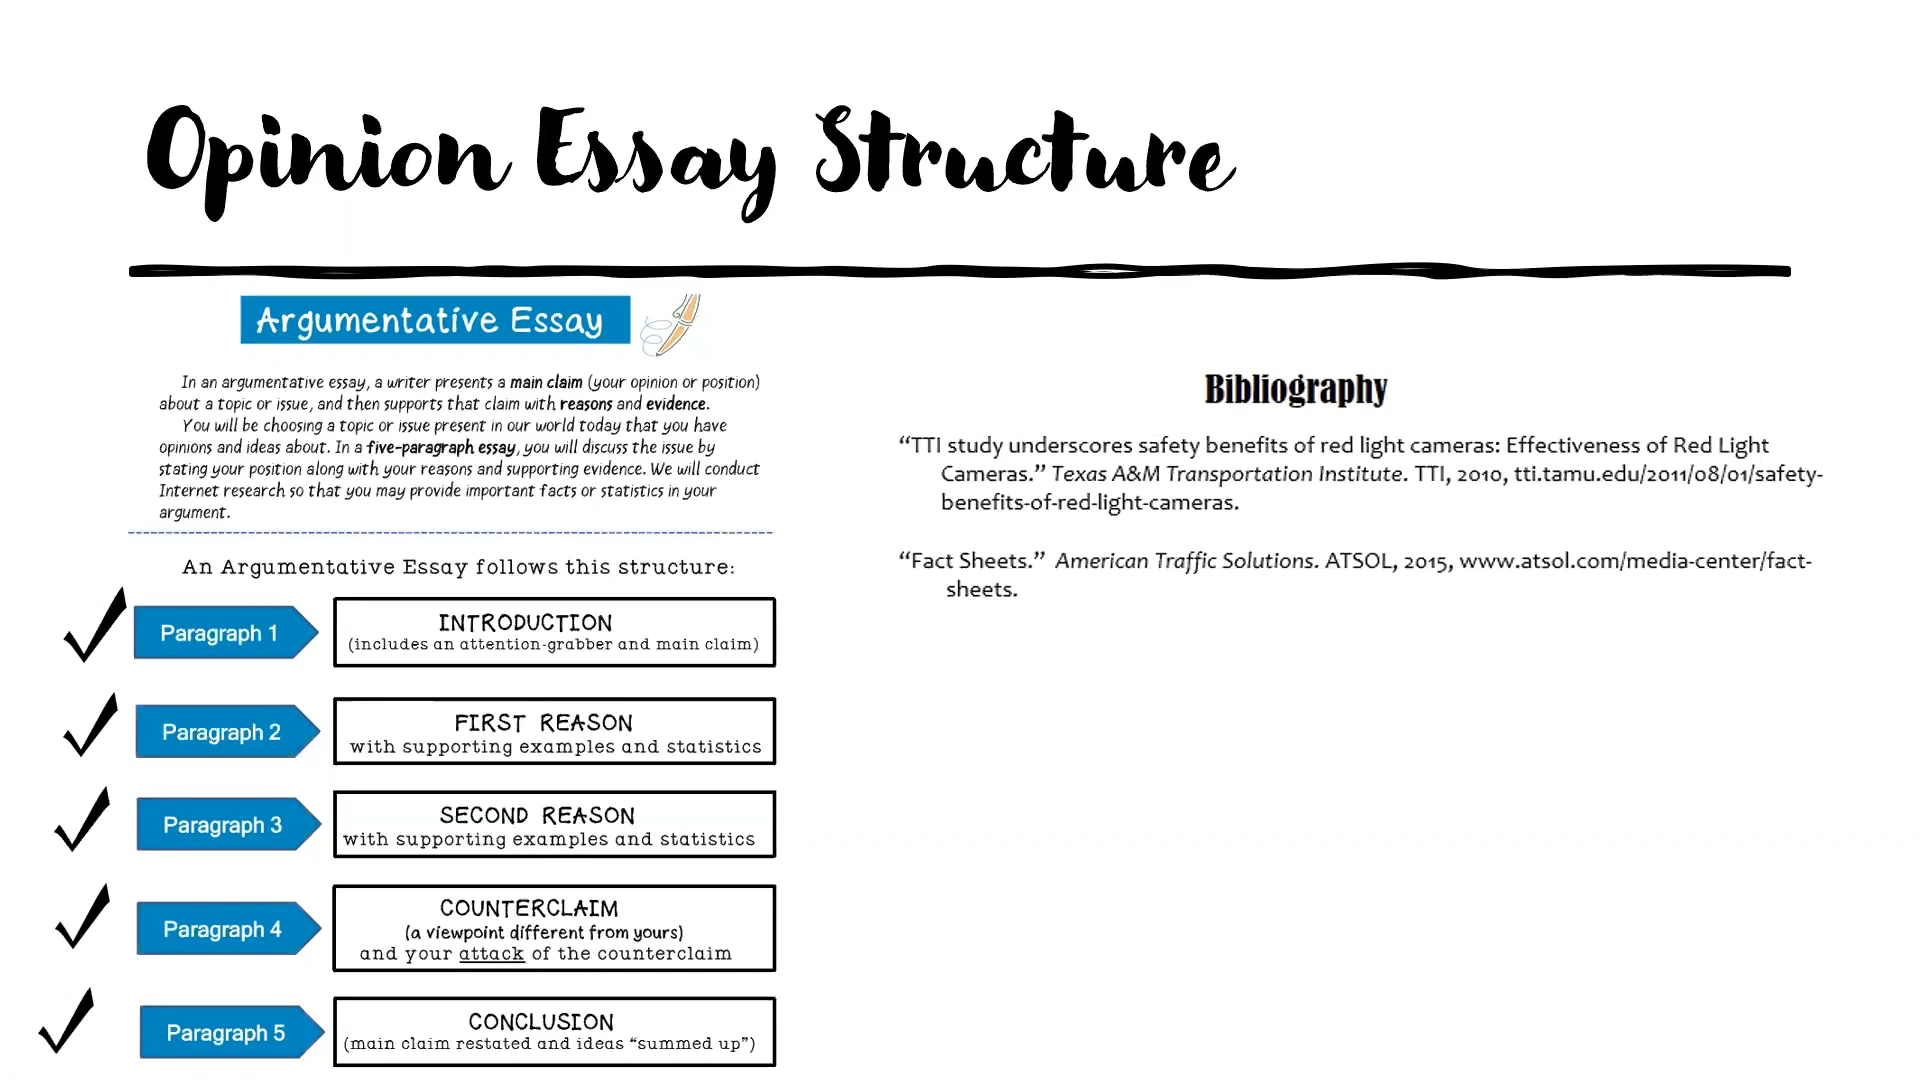 Opinion Essay Structure
Argumentative Essay
In an argumentative essay, a writer presents a main claim (your opinion or position)
about a topic or issue, and then supports that claim with reasons and evidence.
You will be choosing a topic or issue present in our world today that you have
opinions and ideas about. In a five-paragraph essay, you will discuss the issue by
stating your position along with your reasons and supporting evidence. We will conduct
Internet research so that you may provide important facts or statistics in your
argument.
An Argumentative Essay follows this structure:
Paragraph 1
INTRODUCTION
(includes an attention-grabber and main claim)
Paragraph 2
FIRST REASON
with supporting examples and statistics
Paragraph 3
SECOND REASON
with supporting examples and statistics
Paragraph 4
COUNTERCLAIM
(a viewpoint different from yours)
and your attack of the counterclaim
Paragraph 5
CONCLUSION
(main claim restated and ideas “summed up”)
Bibliography
“TTI study underscores safety benefits of red light cameras: Effectiveness of Red Light
Cameras.” Texas A&M Transportation Institute. TTI, 2010, tti.tamu.edu/2011/08/01/safety-
benefits-of-red-light-cameras.
“Fact Sheets.” American Traffic Solutions. ATSOL, 2015, www.atsol.com/media-center/fact-
sheets.